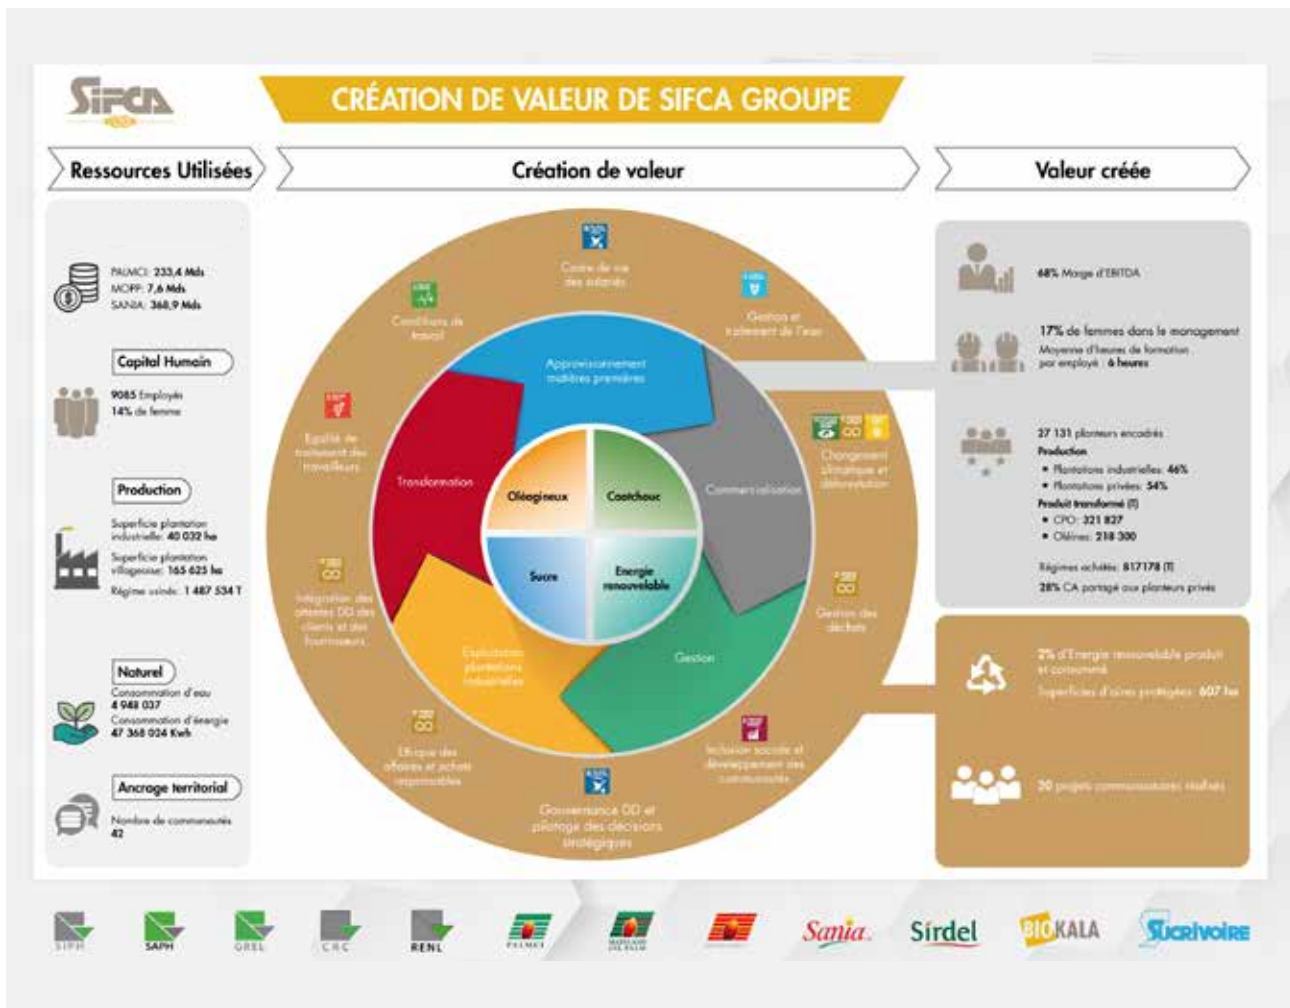 SIFCA
CRÉATION DE VALEUR DE SIFCA GROUPE
Ressources Utilisées
Création de valeur
Valeur créée
PALMCI: 233,4 Mds
MOPP: 7,6 Mds
SANIA: 368,9 Mds
Capital Humain
9085 Employés
14% de femme
Production
Superficie plantation
industrielle: 40 032 ha
Superficie plantation
villageoise: 165 625 ha
Régime usinés: 1 487 534 T
Naturel
Consommation d'eau
4 948 037
Consommation d'énergie
47 368 024 Kwh
Ancrage territorial
Nombre de communautés
42
Cadre de vie
des salariés
Gestion et
traitement de l'eau
Changement
climatique et
déforestation
Gestion des
déchets
Inclusion sociale et
développement des
communautés
Gouvernance DD et
pilotage des décisions
stratégiques
Ethique des
affaires et achats
responsables
Intégration des
attentes DD des
clients et des
fournisseurs
Egalité de
traitement des
travailleurs
Conditions de
travail
Approvisionnement
matières premières
Commercialisation
Gestion
Exploitation
plantations
industrielles
Transformation
Oléagineux
Caotchouc
Sucre
Energie
renouvelable
68% Marge d'EBITDA
17% de femmes dans le management
Moyenne d'heures de formation
par employé : 6 heures
27 131 planteurs encadrés
Production
• Plantations industrielles: 46%
• Plantations privées: 54%
Produit transformé (T)
• CPO: 321 827
• Oléines: 218 300
Régimes achetés: 817178 (T)
28% CA partagé aux planteurs privés
2% d'Energie renouvelable produit
et consommé
Superficies d'aires protégées: 607 ha
30 projets communautaires réalisés
SIPH
SAPH
GREL
CRC
RENL
PALMCI
MARYLAND
OIL PALM
Sania
Sirdel
BIOKALA
SUCRIVOIRE